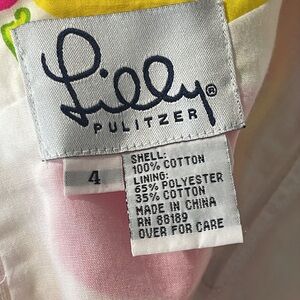 Lilly®
PULITZER
4
SHELL:
100% COTTON
LINING:
65% POLYESTER
35% COTTON
MADE IN CHINA
RN 88189
OVER FOR CARE